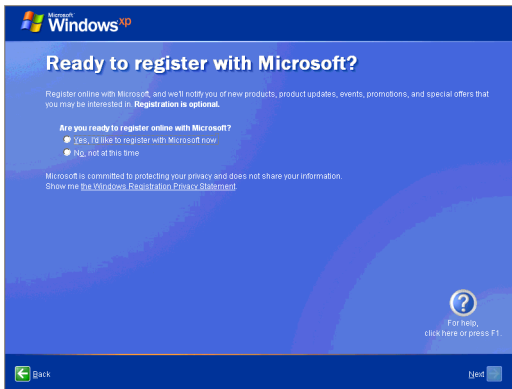 Microsoft
Windows xp
Ready to register with Microsoft?
Register online with Microsoft, and we'll notify you of new products, product updates, events, promotions, and special offers that
you may be interested in. Registration is optional.
Are you ready to register online with Microsoft?
Yes, I'd like to register with Microsoft now
No, not at this time
Microsoft is committed to protecting your privacy and does not share your information.
Show me the Windows Registration Privacy Statement.
For help,
click here or press F1.
Back
Next